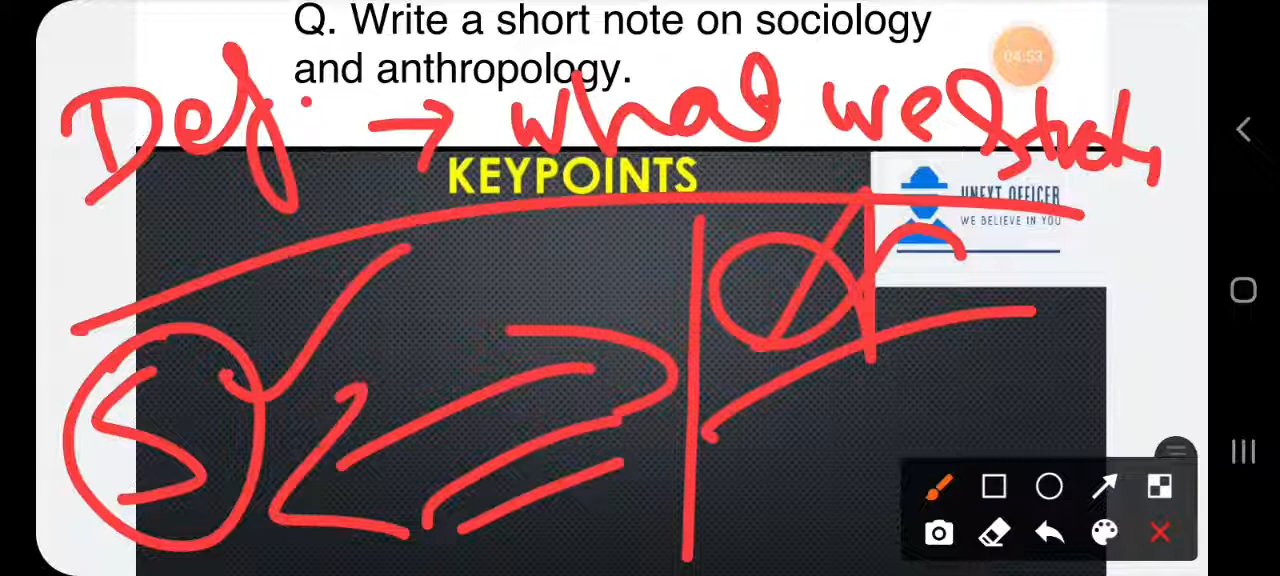 Q. Write a short note on sociology
and anthropology.
04:53
Def. → what we study
KEYPOINTS
UNEXT OFFICER
WE BELIEVE IN YOU
S